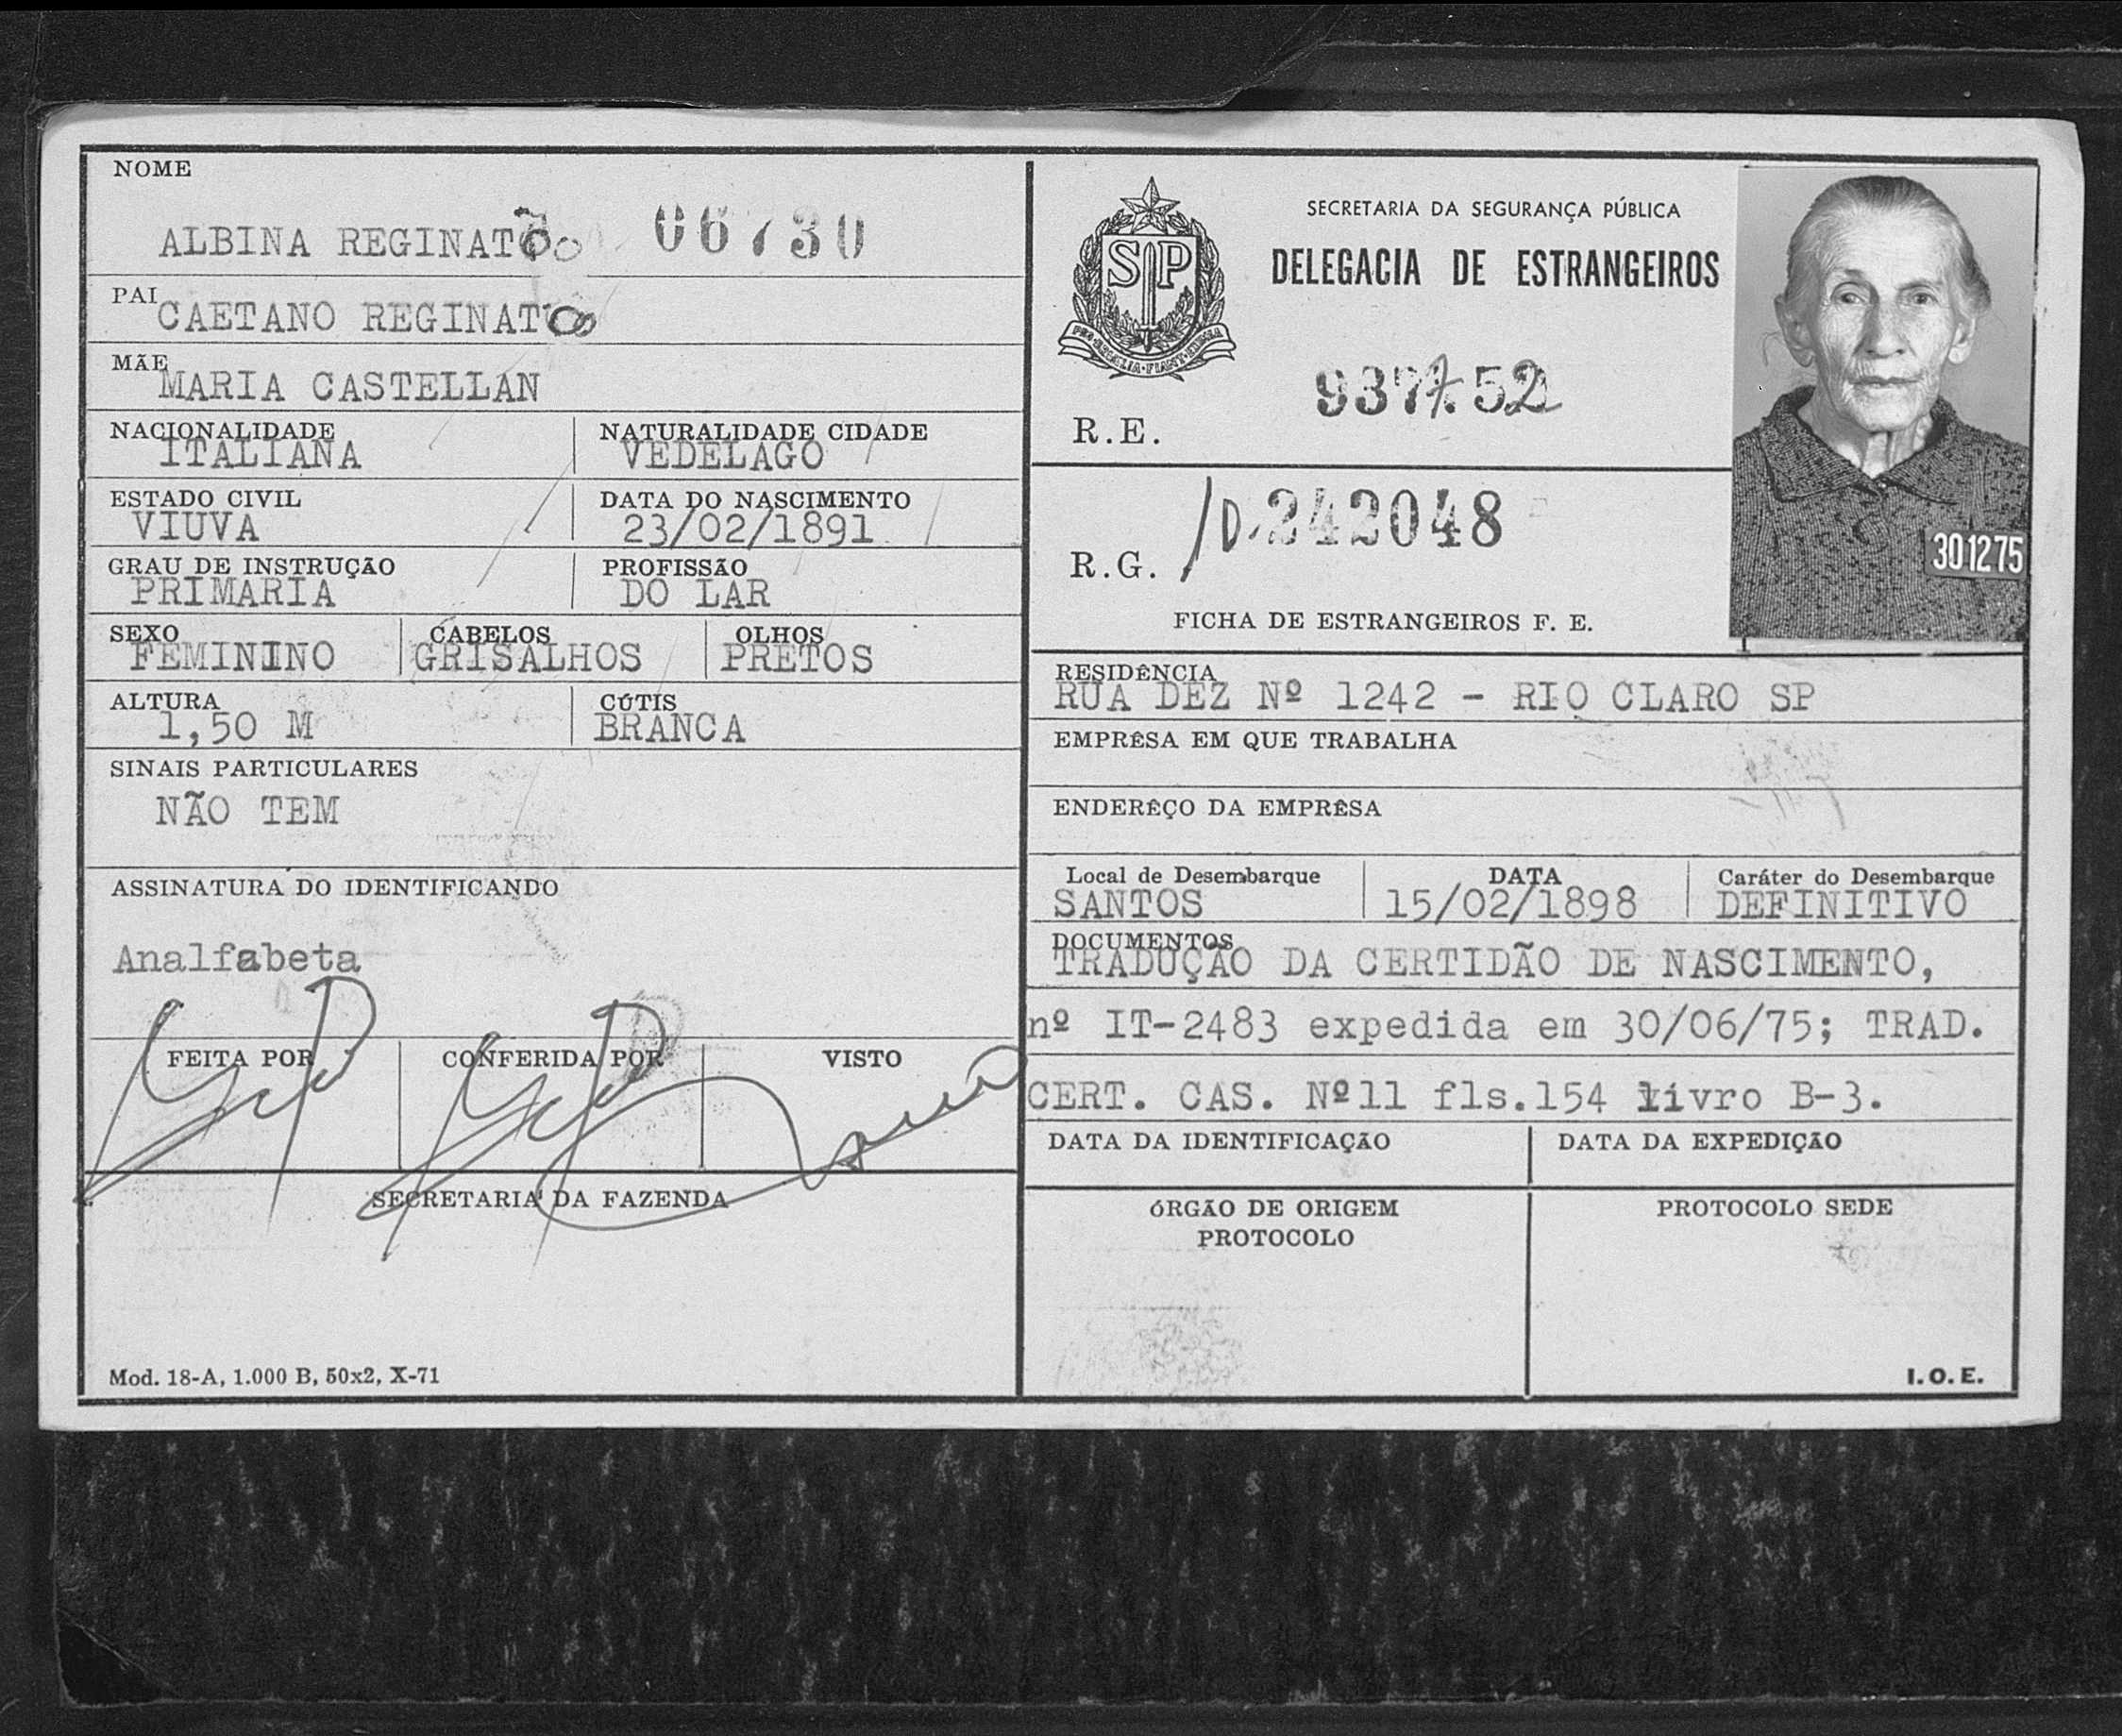 NOME
ALBINA REGINATO 06730
PAI
CAETANO REGINATO
MÃE
MARIA CASTELLAN
NACIONALIDADE
ITALIANA
NATURALIDADE CIDADE
VEDELAGO
ESTADO CIVIL
VIUVA
DATA DO NASCIMENTO
23/02/1891
GRAU DE INSTRUÇÃO
PRIMARIA
PROFISSÃO
DO LAR
SEXO
FEMININO
CABELOS
GRISALHOS
OLHOS
PRETOS
ALTURA
1,50 M
CÚTIS
BRANCA
SINAIS PARTICULARES
NÃO TEM
ASSINATURA DO IDENTIFICANDO
Analfabeta
FEITA POR
CONFERIDA POR
VISTO
SECRETARIA DA FAZENDA
Mod. 18-A, 1.000 B, 50x2, X-71
SP
SECRETARIA DA SEGURANÇA PÚBLICA
DELEGACIA DE ESTRANGEIROS
R.E.
R.G. 242048
FICHA DE ESTRANGEIROS F. E.
301275
RESIDÊNCIA
RUA DEZ Nº 1242 - RIO CLARO SP
EMPRÊSA EM QUE TRABALHA
ENDERÊÇO DA EMPRÊSA
Local de Desembarque
SANTOS
DATA
15/02/1898
Caráter do Desembarque
DEFINITIVO
DOCUMENTOS
TRADUÇÃO DA CERTIDÃO DE NASCIMENTO,
nº IT-2483 expedida em 30/06/75; TRAD.
CERT. CAS. Nº11 fls.154 livro B-3.
DATA DA IDENTIFICAÇÃO
DATA DA EXPEDIÇÃO
ÓRGÃO DE ORIGEM
PROTOCOLO
PROTOCOLO SEDE
I.O.E.